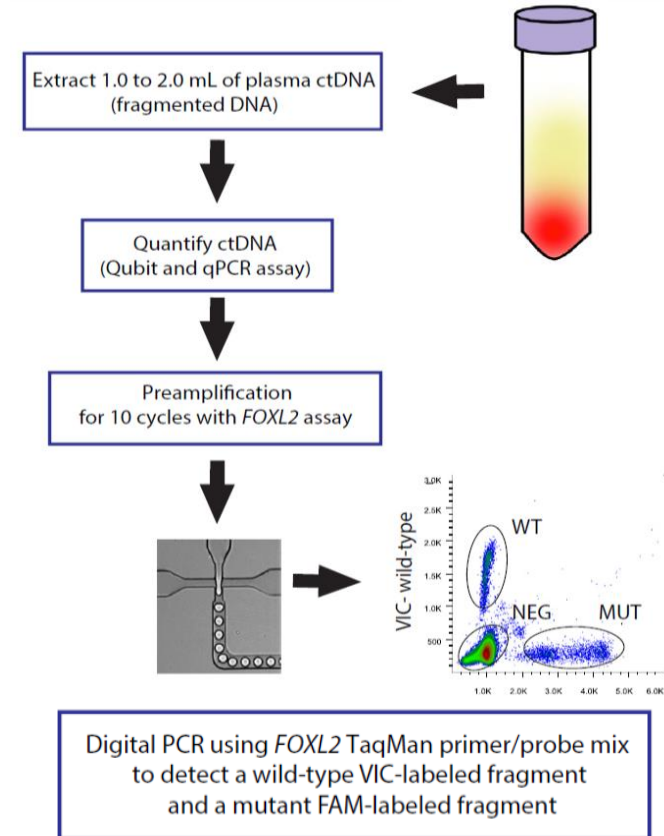 Extract 1.0 to 2.0 mL of plasma ctDNA
(fragmented DNA)
Quantify ctDNA
(Qubit and qPCR assay)
Preamplification
for 10 cycles with FOXL2 assay
VIC- wild-type
3.0K
2.5K
2.0K
1.5K
1.0K
500
WT
NEG
MUT
1.0K 2.0K 3.0K 4.0K 5.0K 6.0K
Digital PCR using FOXL2 TaqMan primer/probe mix
to detect a wild-type VIC-labeled fragment
and a mutant FAM-labeled fragment